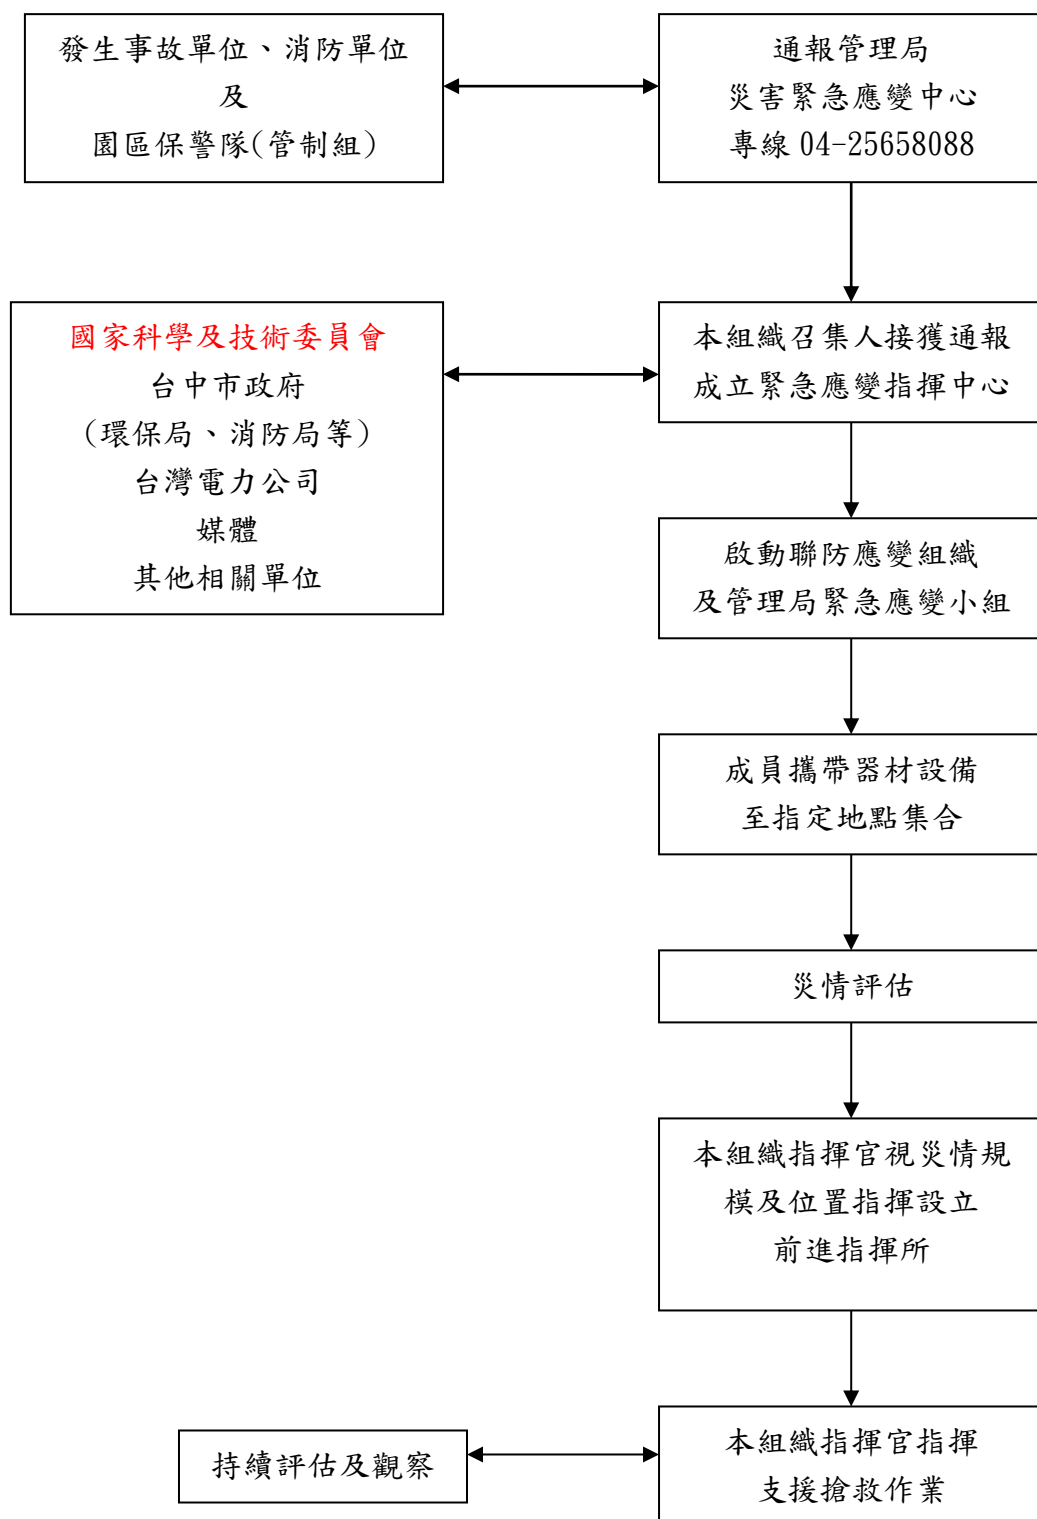 發生事故單位、消防單位
及
園區保警隊(管制組)
通報管理局
災害緊急應變中心
專線 04-25658088
國家科學及技術委員會
台中市政府
(環保局、消防局等)
台灣電力公司
媒體
其他相關單位
本組織召集人接獲通報
成立緊急應變指揮中心
啟動聯防應變組織
及管理局緊急應變小組
成員攜帶器材設備
至指定地點集合
災情評估
本組織指揮官視災情規
模及位置指揮設立
前進指揮所
持續評估及觀察
本組織指揮官指揮
支援搶救作業